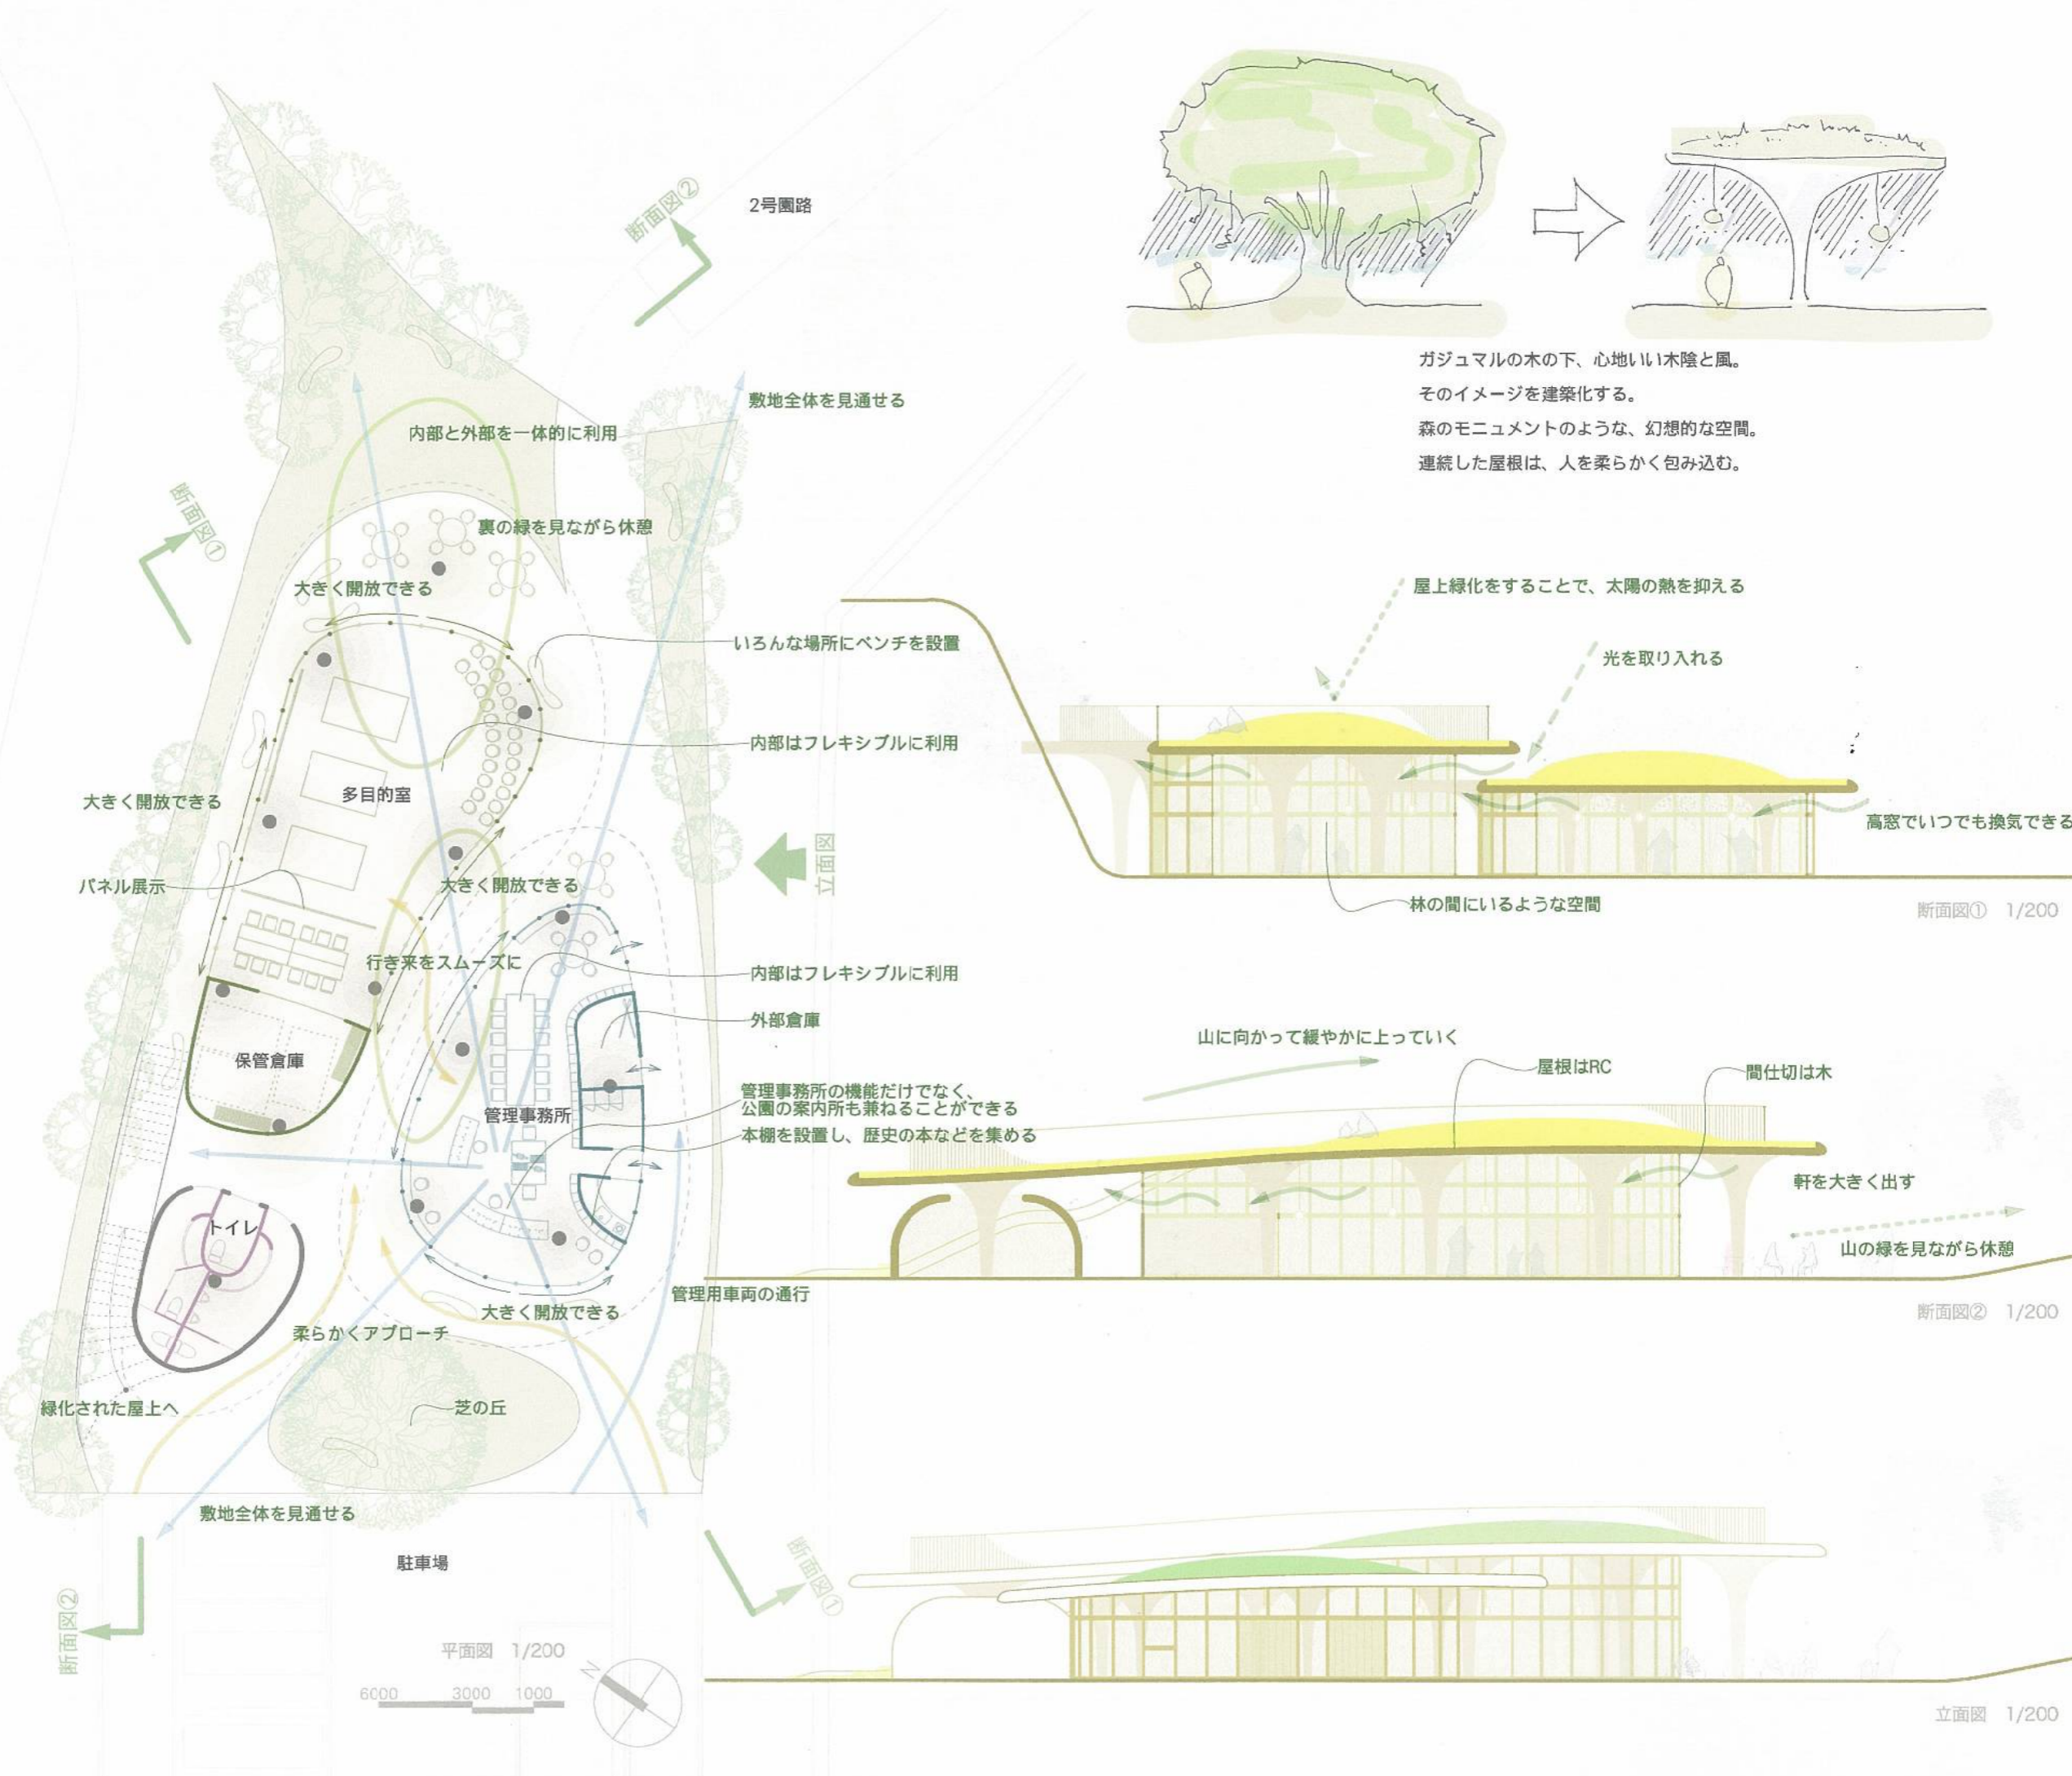 断面図②
2号園路
ガジュマルの木の下、心地いい木陰と風。
そのイメージを建築化する。
森のモニュメントのような、幻想的な空間。
連続した屋根は、人を柔らかく包み込む。
敷地全体を見通せる
内部と外部を一体的に利用
断面図①
裏の緑を見ながら休憩
大きく開放できる
いろんな場所にベンチを設置
内部はフレキシブルに利用
多目的室
大きく開放できる
立面図
パネル展示
大きく開放できる
行き来をスムーズに
内部はフレキシブルに利用
外部倉庫
保管倉庫
管理事務所の機能だけでなく、
公園の案内所も兼ねることができる
管理事務所
本棚を設置し、歴史の本などを集める
トイレ
管理用車両の通行
大きく開放できる
柔らかくアプローチ
緑化された屋上へ
芝の丘
敷地全体を見通せる
駐車場
断面図①
断面図②
平面図 1/200
6000 3000 1000
N
屋上緑化をすることで、太陽の熱を抑える
光を取り入れる
高窓でいつでも換気できる
林の間にいるような空間
断面図① 1/200
山に向かって緩やかに上っていく
屋根はRC
間仕切は木
軒を大きく出す
山の緑を見ながら休憩
断面図② 1/200
立面図 1/200